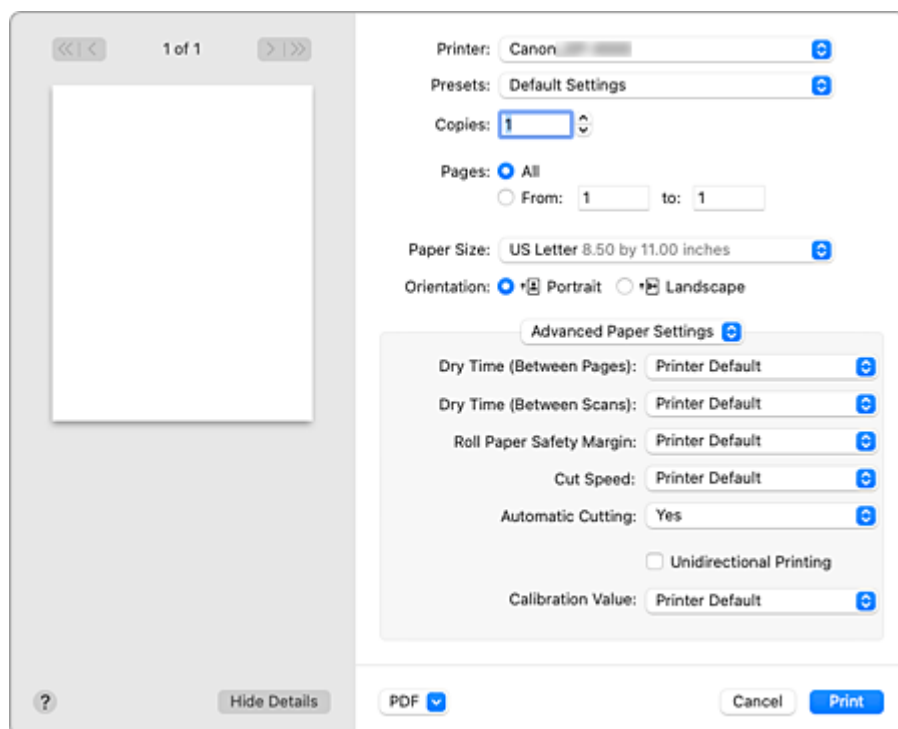 1 of 1
Printer: Canon
Presets: Default Settings
Copies: 1
Pages: All
From: 1 to: 1
Paper Size: US Letter 8.50 by 11.00 inches
Orientation: Portrait Landscape
Advanced Paper Settings
Dry Time (Between Pages): Printer Default
Dry Time (Between Scans): Printer Default
Roll Paper Safety Margin: Printer Default
Cut Speed: Printer Default
Automatic Cutting: Yes
Unidirectional Printing
Calibration Value: Printer Default
? Hide Details PDF Cancel Print